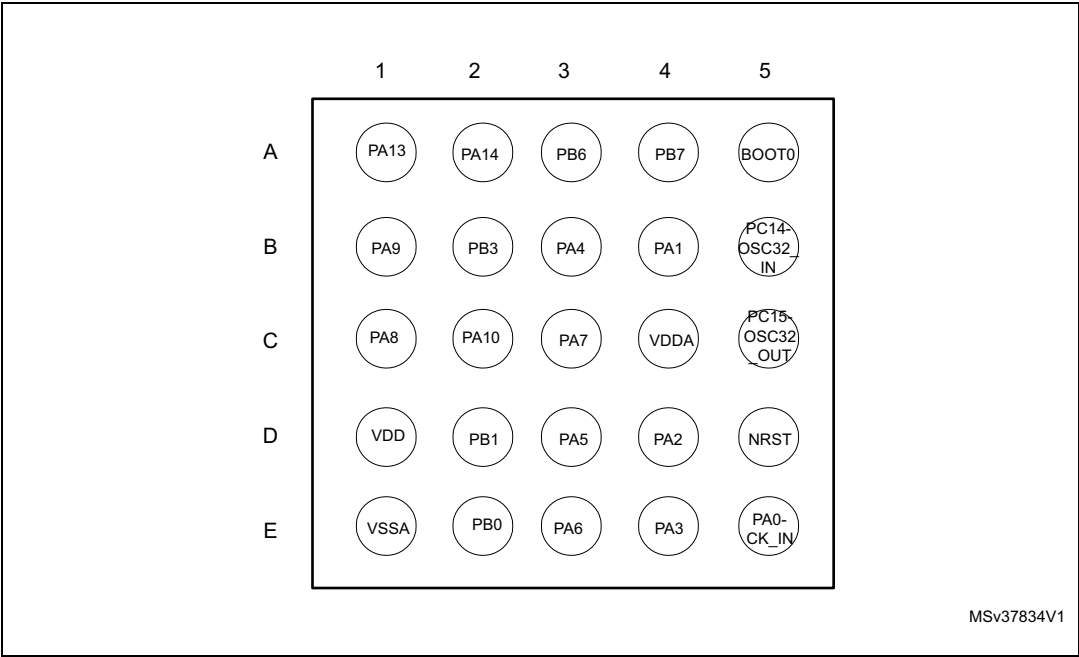 1 2 3 4 5
A PA13 PA14 PB6 PB7 BOOT0
B PA9 PB3 PA4 PA1 PC14-
OSC32_
IN
C PA8 PA10 PA7 VDDA PC15-
OSC32
_OUT
D VDD PB1 PA5 PA2 NRST
E VSSA PB0 PA6 PA3 PA0-
CK_IN
MSv37834V1